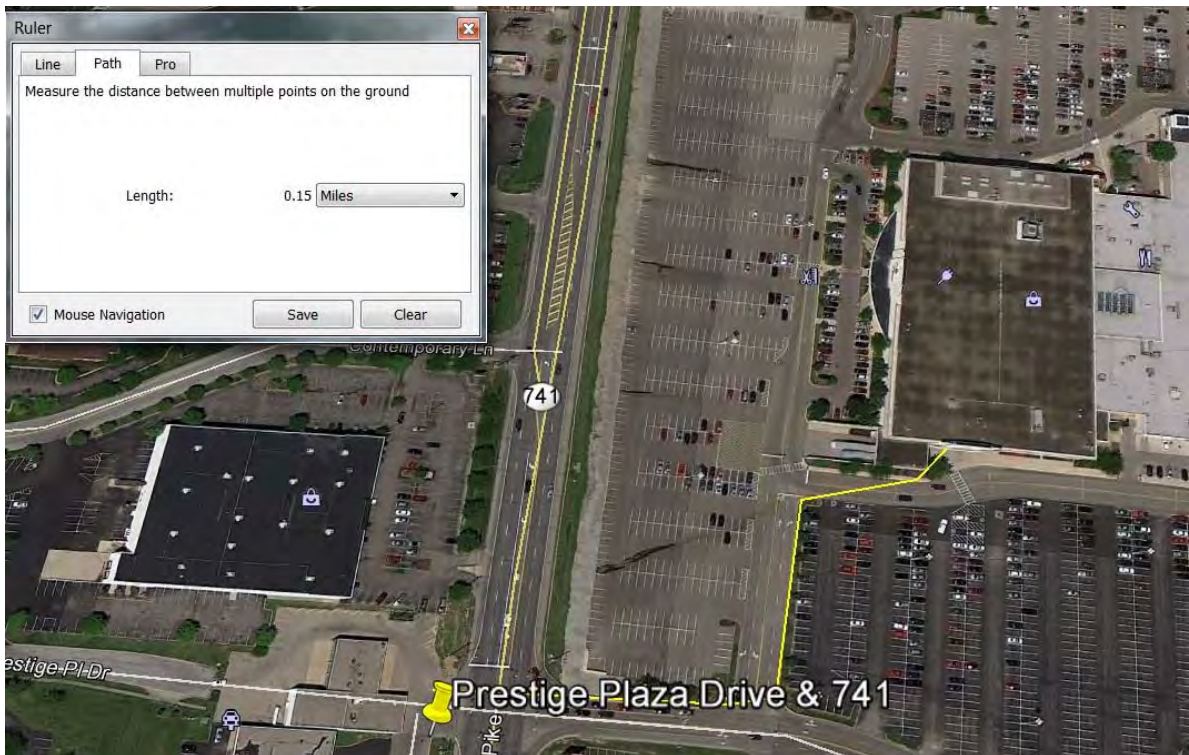 Ruler
Line Path Pro
Measure the distance between multiple points on the ground
Length: 0.15 Miles
Mouse Navigation Save Clear
Contemporary Ln
741
estige Pl Dr
Prestige Plaza Drive & 741
Pike